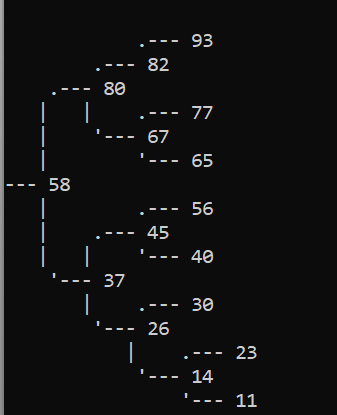 .--- 93
        .--- 82
    .--- 80
   |   |    .--- 77
   |    '--- 67
   |        '--- 65
--- 58
   |        .--- 56
   |    .--- 45
   |   |    '--- 40
    '--- 37
       |    .--- 30
        '--- 26
           |    .--- 23
            '--- 14
                '--- 11